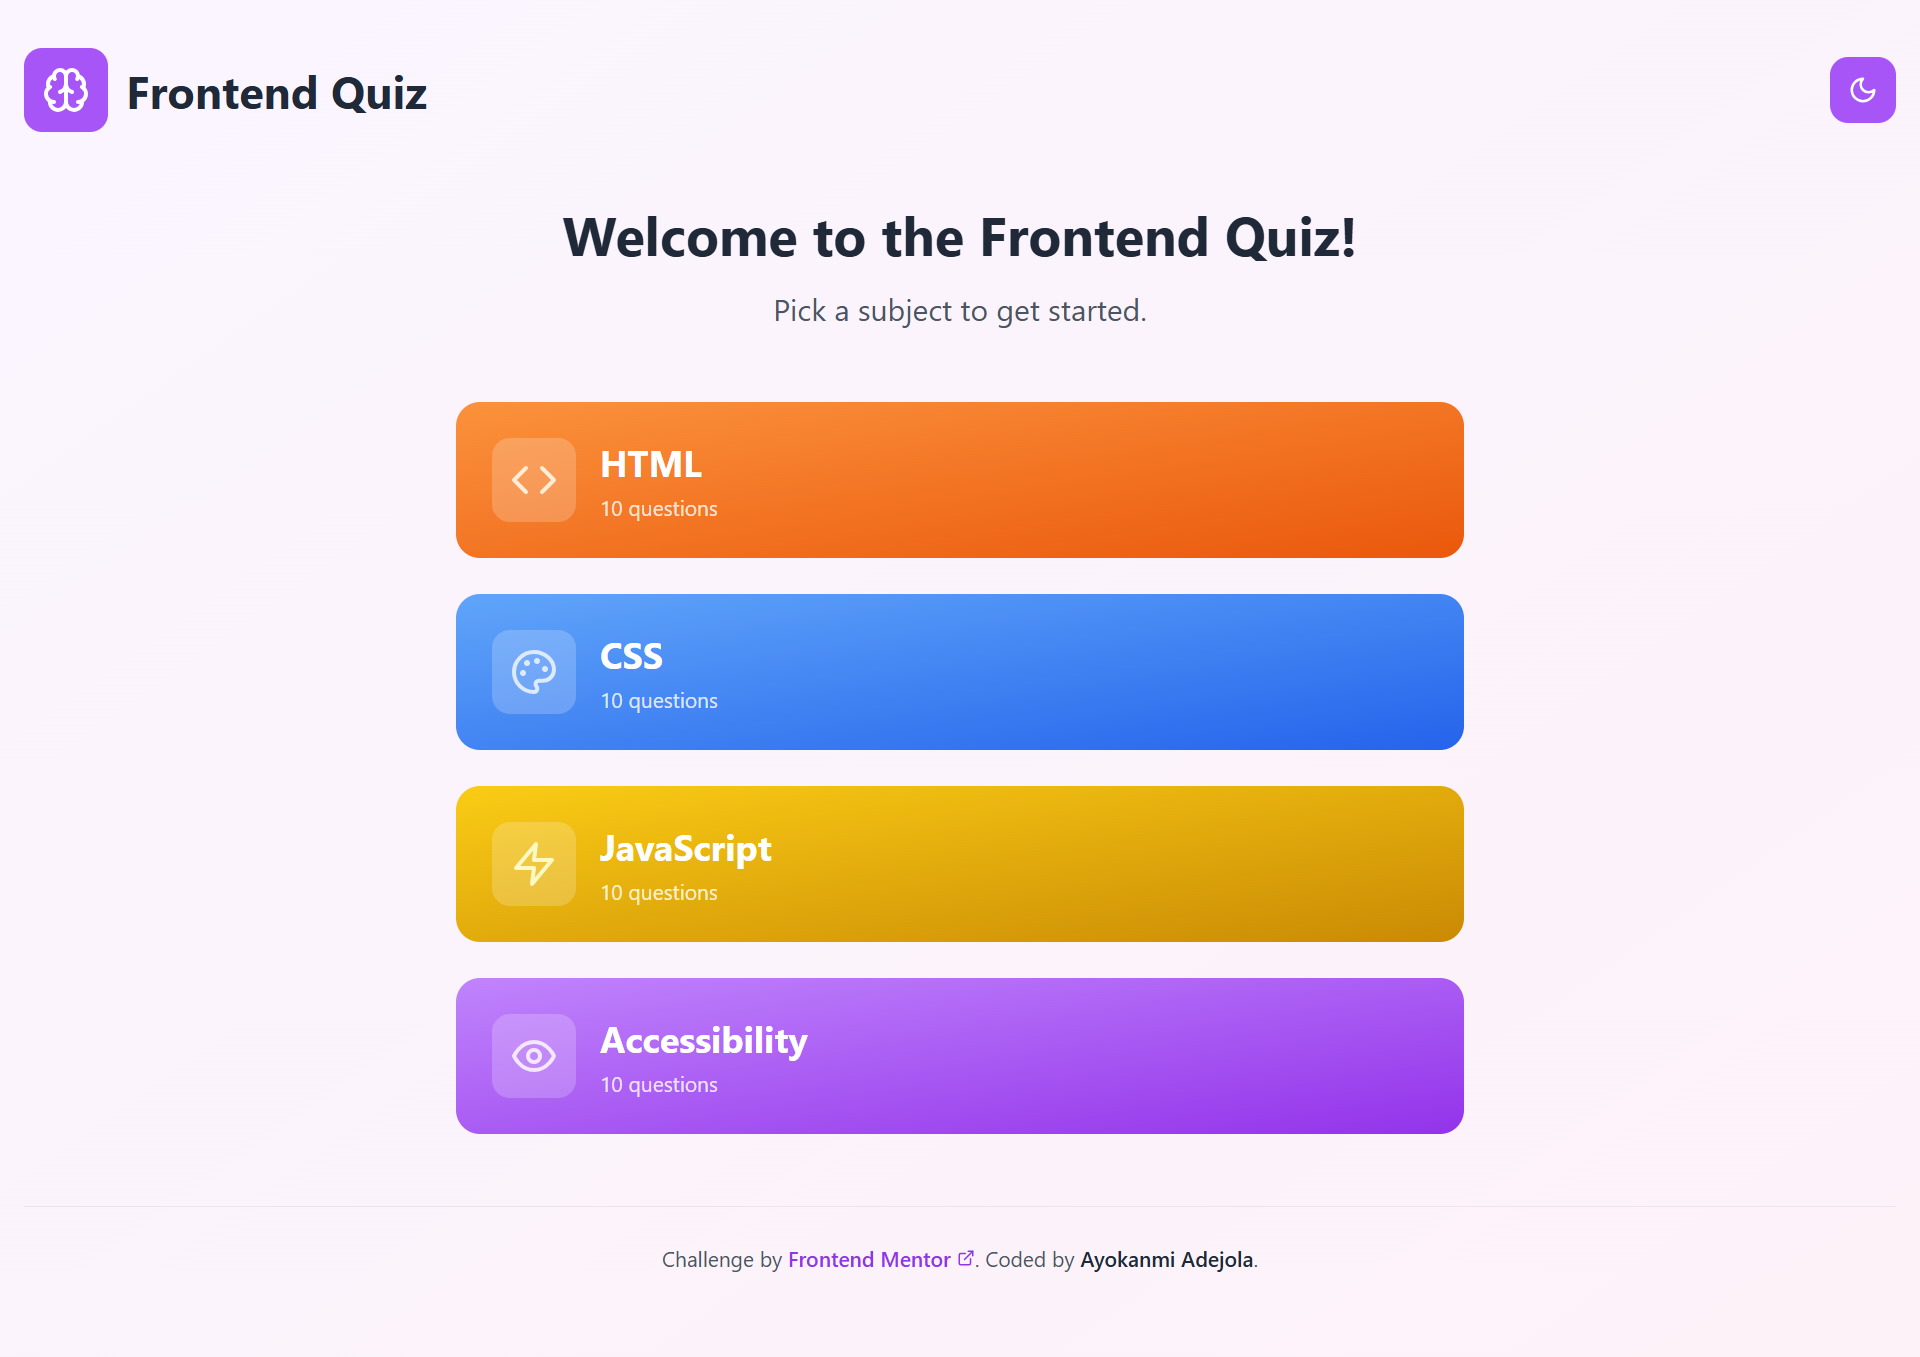 Frontend Quiz
Welcome to the Frontend Quiz!
Pick a subject to get started.
HTML
10 questions
CSS
10 questions
JavaScript
10 questions
Accessibility
10 questions
Challenge by Frontend Mentor. Coded by Ayokanmi Adejola.